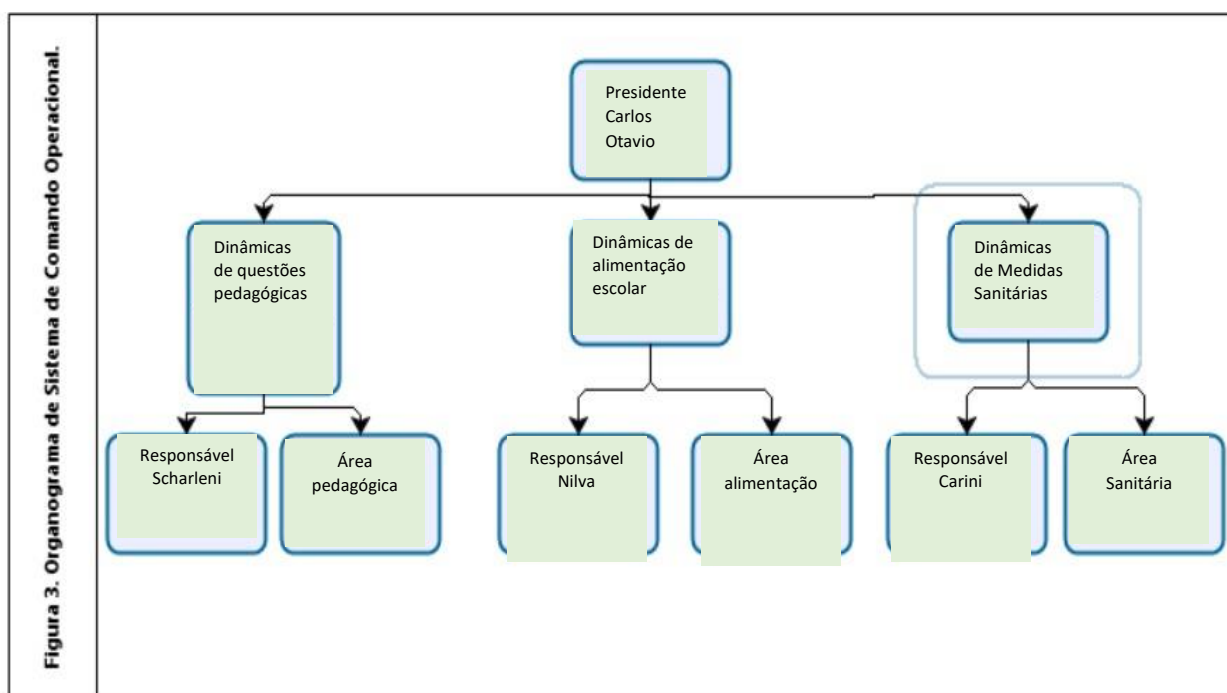 Figura 3. Organograma de Sistema de Comando Operacional.
Presidente
Carlos
Otavio
Dinâmicas
de questões
pedagógicas
Dinâmicas de
alimentação
escolar
Dinâmicas
de Medidas
Sanitárias
Responsável
Scharleni
Área
pedagógica
Responsável
Nilva
Área
alimentação
Responsável
Carini
Área
Sanitária